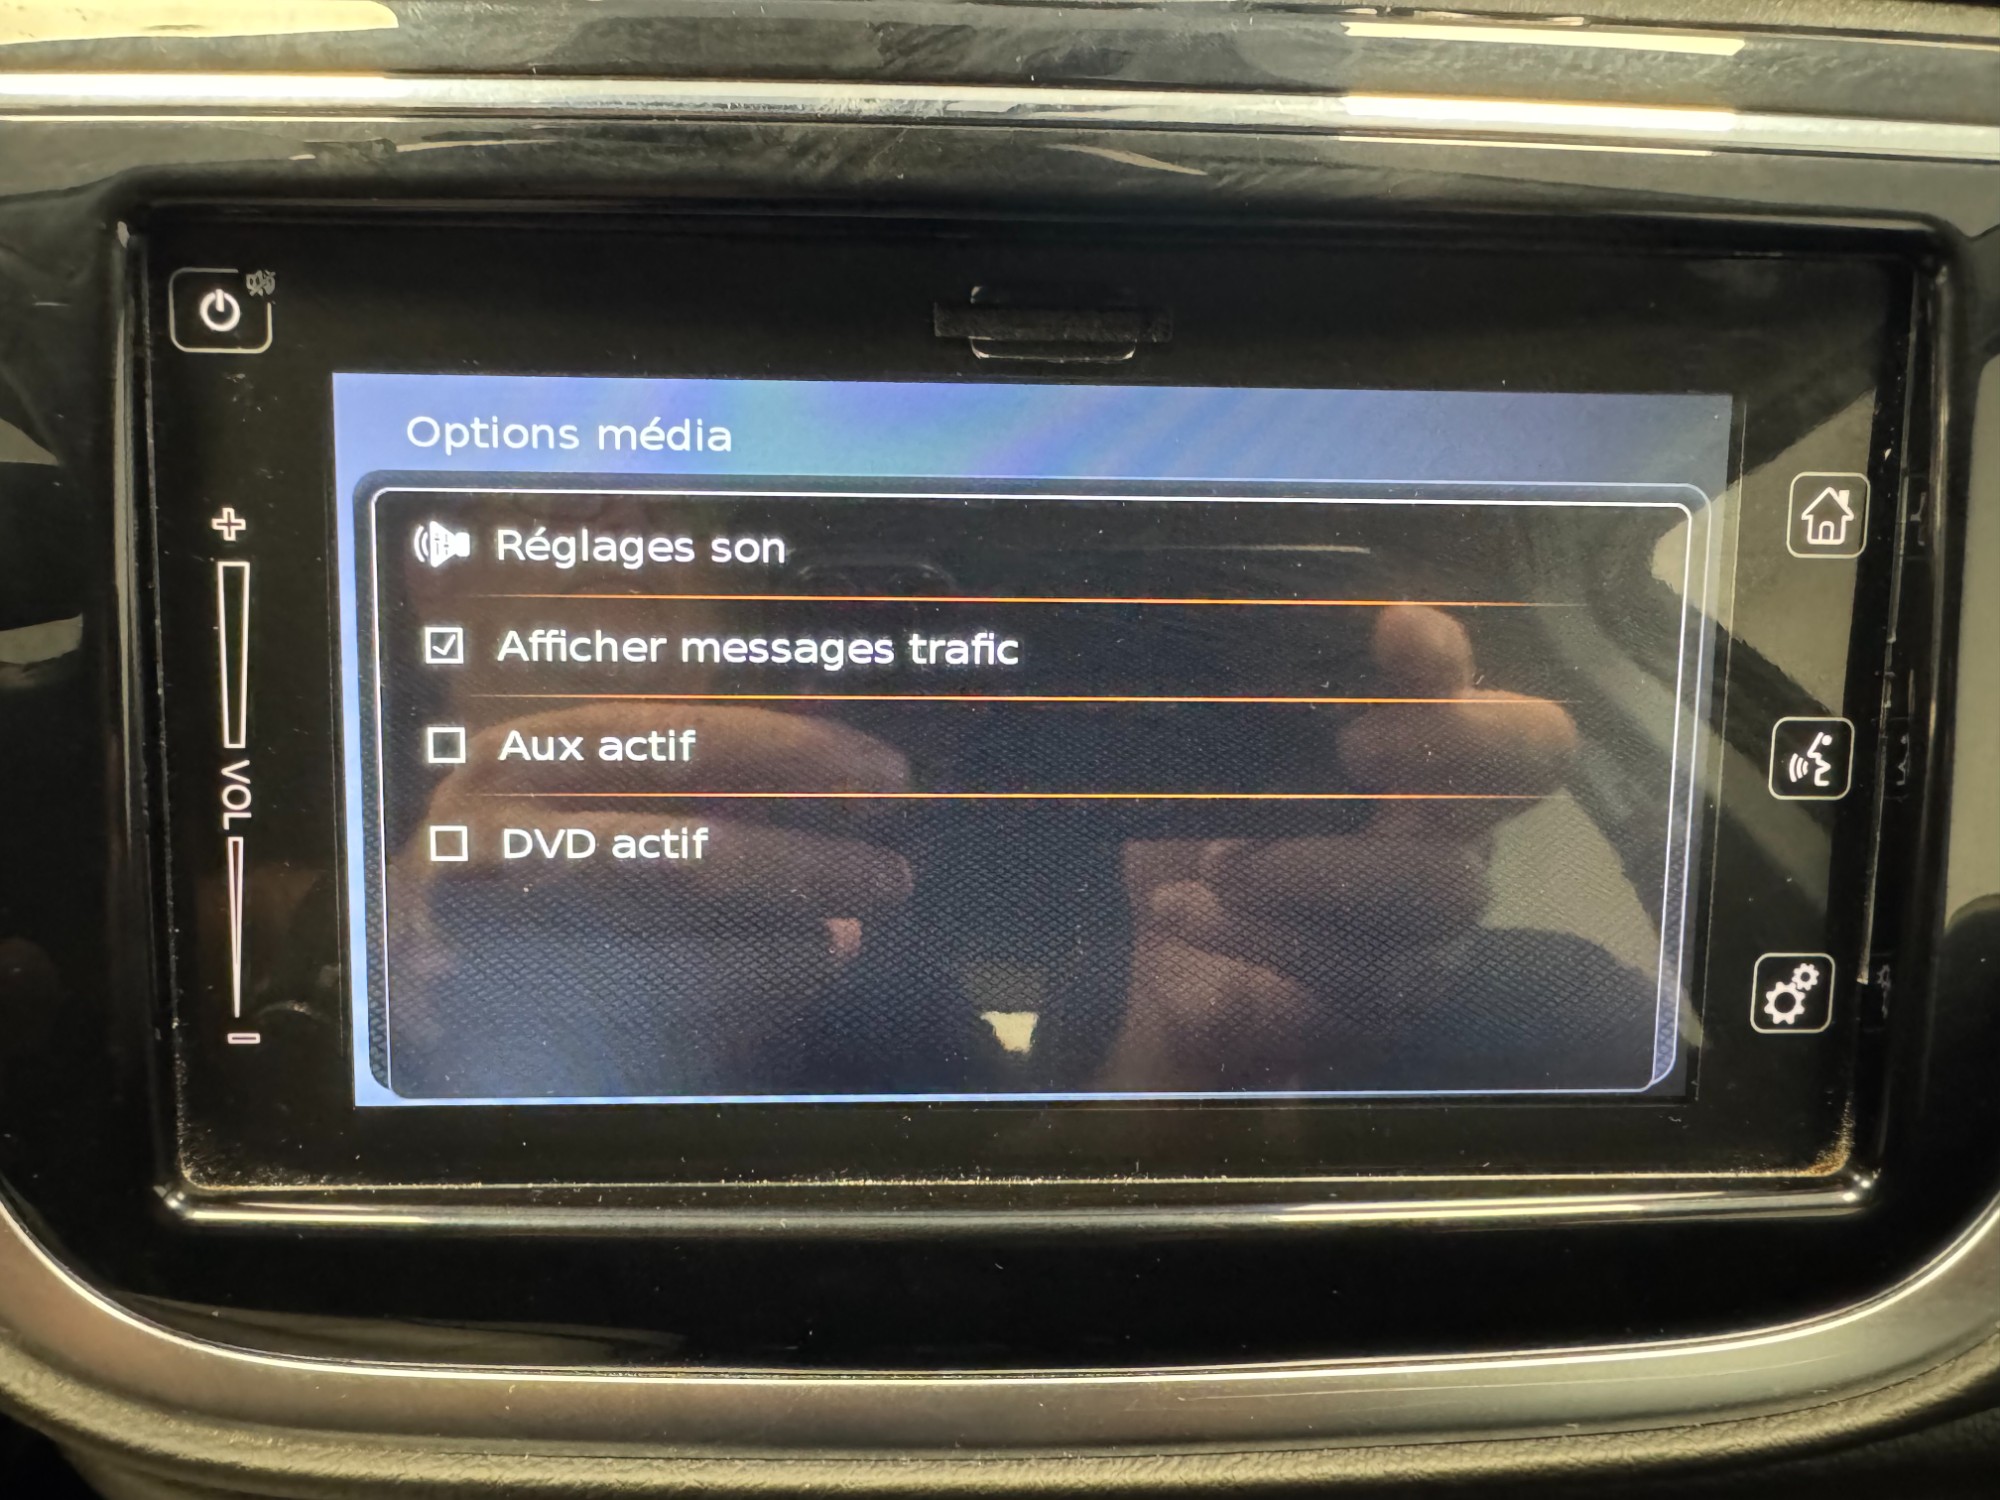 Options média
Réglages son
Afficher messages trafic
Aux actif
DVD actif
VOL